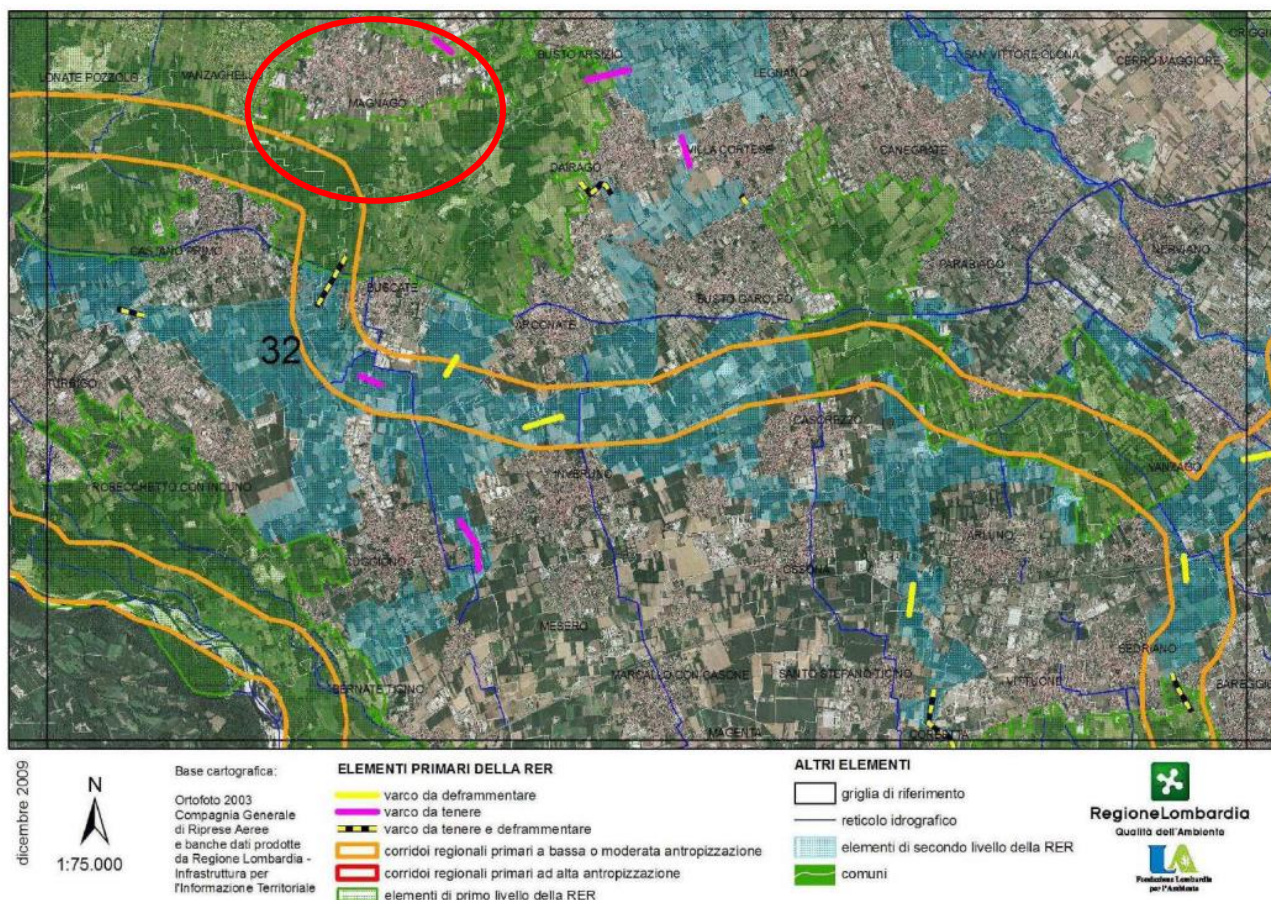 LONATE POZZOLO
VANZAGHELLO
MAGNAGO
BUSTO ARSIZIO
LEGNANO
SAN VITTORE OLONA
CERRO MAGGIORE
VILLA CORTESE
CANEGRATE
DAIRAGO
CASTANO PRIMO
NERVIANO
PARABIAGO
BUSCATE
BUSTO GAROLFO
ARCONATE
32
TURBIGO
CASOREZZO
INVERUNO
VANZAGO
ROBECCHETTO CON INDUNO
ARLUNO
CUGGIONO
OSSONA
MESERO
SEDRIANO
BERNATE TICINO
MARCALLO CON CASONE
SANTO STEFANO TICINO
VITTUONE
BAREGGIO
MAGENTA
CORBETTA
dicembre 2009
N
1:75.000
Base cartografica:
Ortofoto 2003
Compagnia Generale
di Riprese Aeree
e banche dati prodotte
da Regione Lombardia -
Infrastruttura per
l'Informazione Territoriale
ELEMENTI PRIMARI DELLA RER
varco da deframmentare
varco da tenere
varco da tenere e deframmentare
corridoi regionali primari a bassa o moderata antropizzazione
corridoi regionali primari ad alta antropizzazione
elementi di primo livello della RER
ALTRI ELEMENTI
griglia di riferimento
reticolo idrografico
elementi di secondo livello della RER
comuni
RegioneLombardia
Qualità dell'Ambiente
Fondazione Lombardia
per l'Ambiente